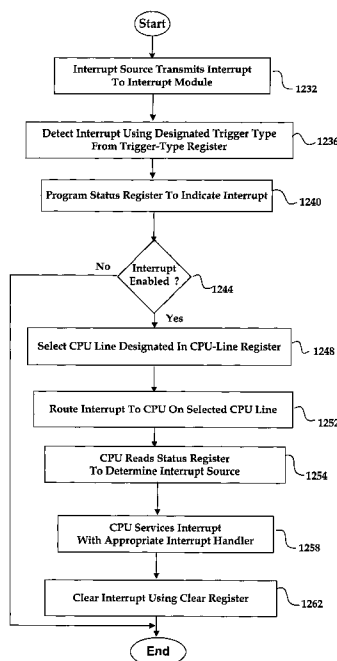 Start
Interrupt Source Transmits Interrupt
To Interrupt Module
1232
Detect Interrupt Using Designated Trigger Type
From Trigger-Type Register
1236
Program Status Register To Indicate Interrupt
1240
No
Interrupt
Enabled ?
1244
Yes
Select CPU Line Designated In CPU-Line Register
1248
Route Interrupt To CPU On Selected CPU Line
1252
CPU Reads Status Register
To Determine Interrupt Source
1254
CPU Services Interrupt
With Appropriate Interrupt Handler
1258
Clear Interrupt Using Clear Register
1262
End